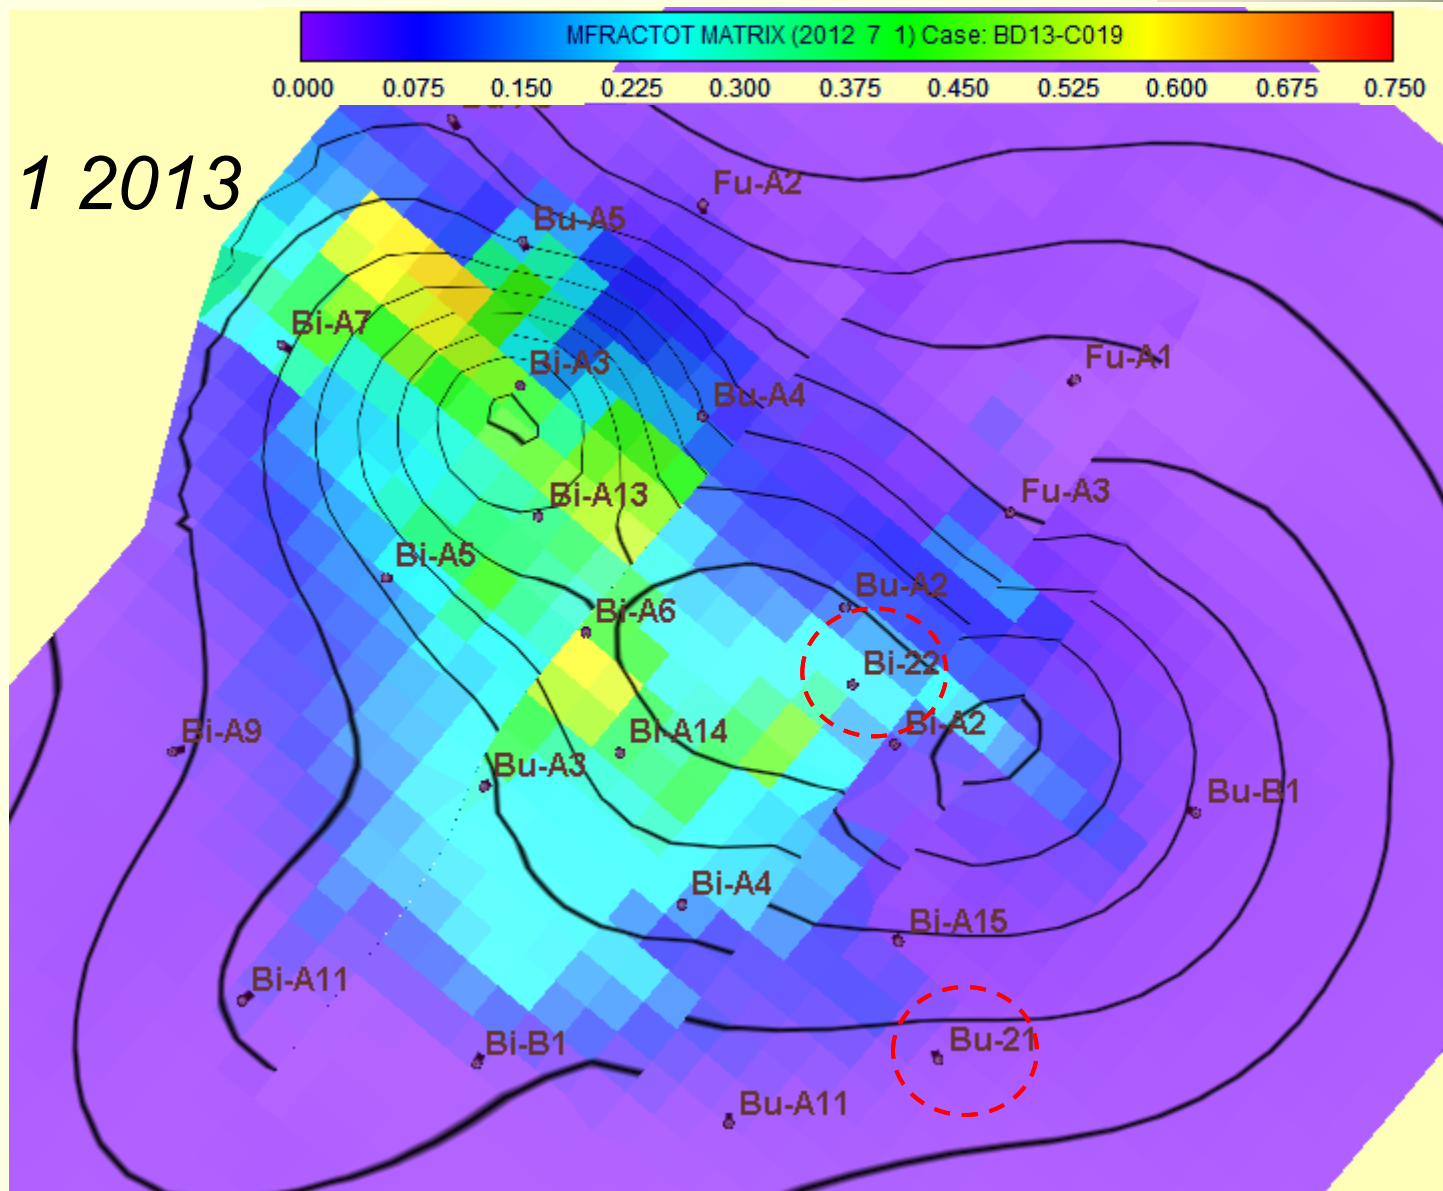 MFRACTOT MATRIX (2012 7 1) Case: BD13-C019
0.000 0.075 0.150 0.225 0.300 0.375 0.450 0.525 0.600 0.675 0.750
1 2013
Fu-A2
Bu-A5
Bi-A7
Bi-A3
Fu-A1
Bu-A4
Bi-A13
Fu-A3
Bi-A5
Bu-A2
Bi-A6
Bi-22
Bi-A9
Bi-A14
Bi-A2
Bu-A3
Bu-B1
Bi-A4
Bi-A15
Bi-A11
Bi-B1
Bu-21
Bu-A11